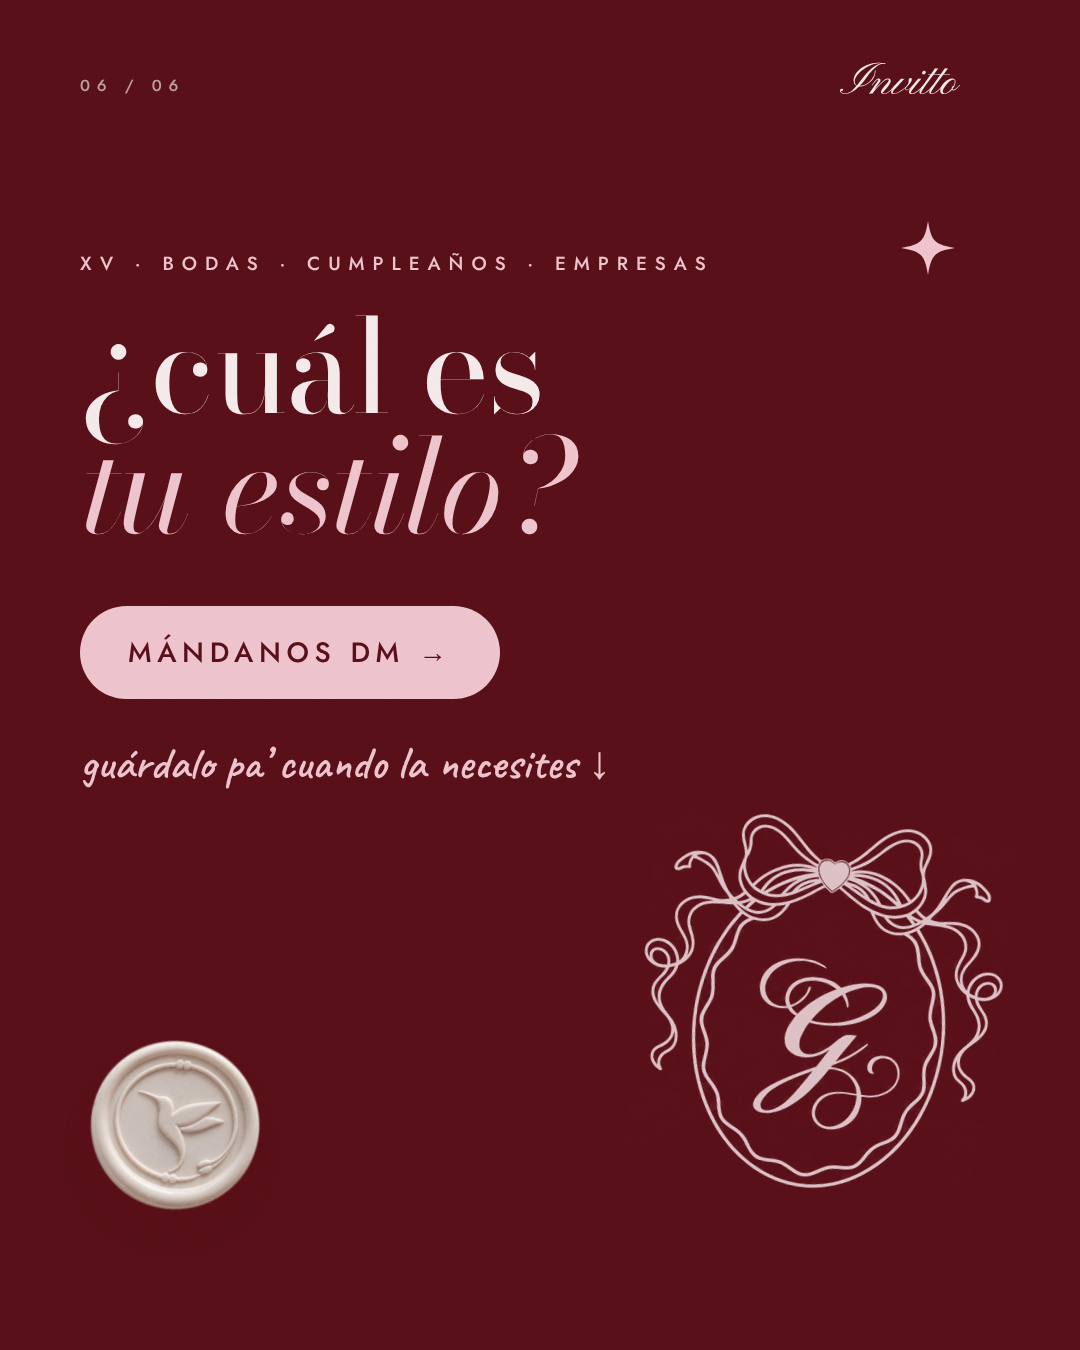 06 / 06
Invitto
XV · BODAS · CUMPLEAÑOS · EMPRESAS
¿cuál es
tu estilo?
MÁNDANOS DM →
guárdalo pa' cuando la necesites ↓
G